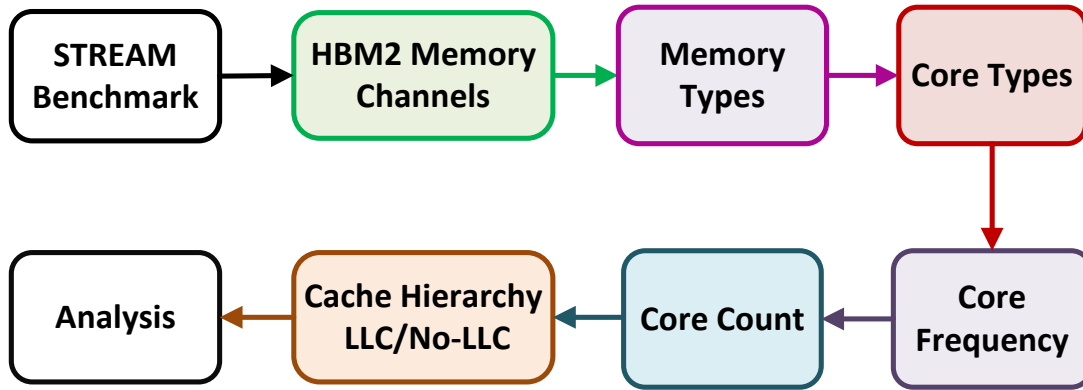 STREAM
Benchmark
HBM2 Memory
Channels
Memory
Types
Core Types
Core
Frequency
Core Count
Cache Hierarchy
LLC/No-LLC
Analysis